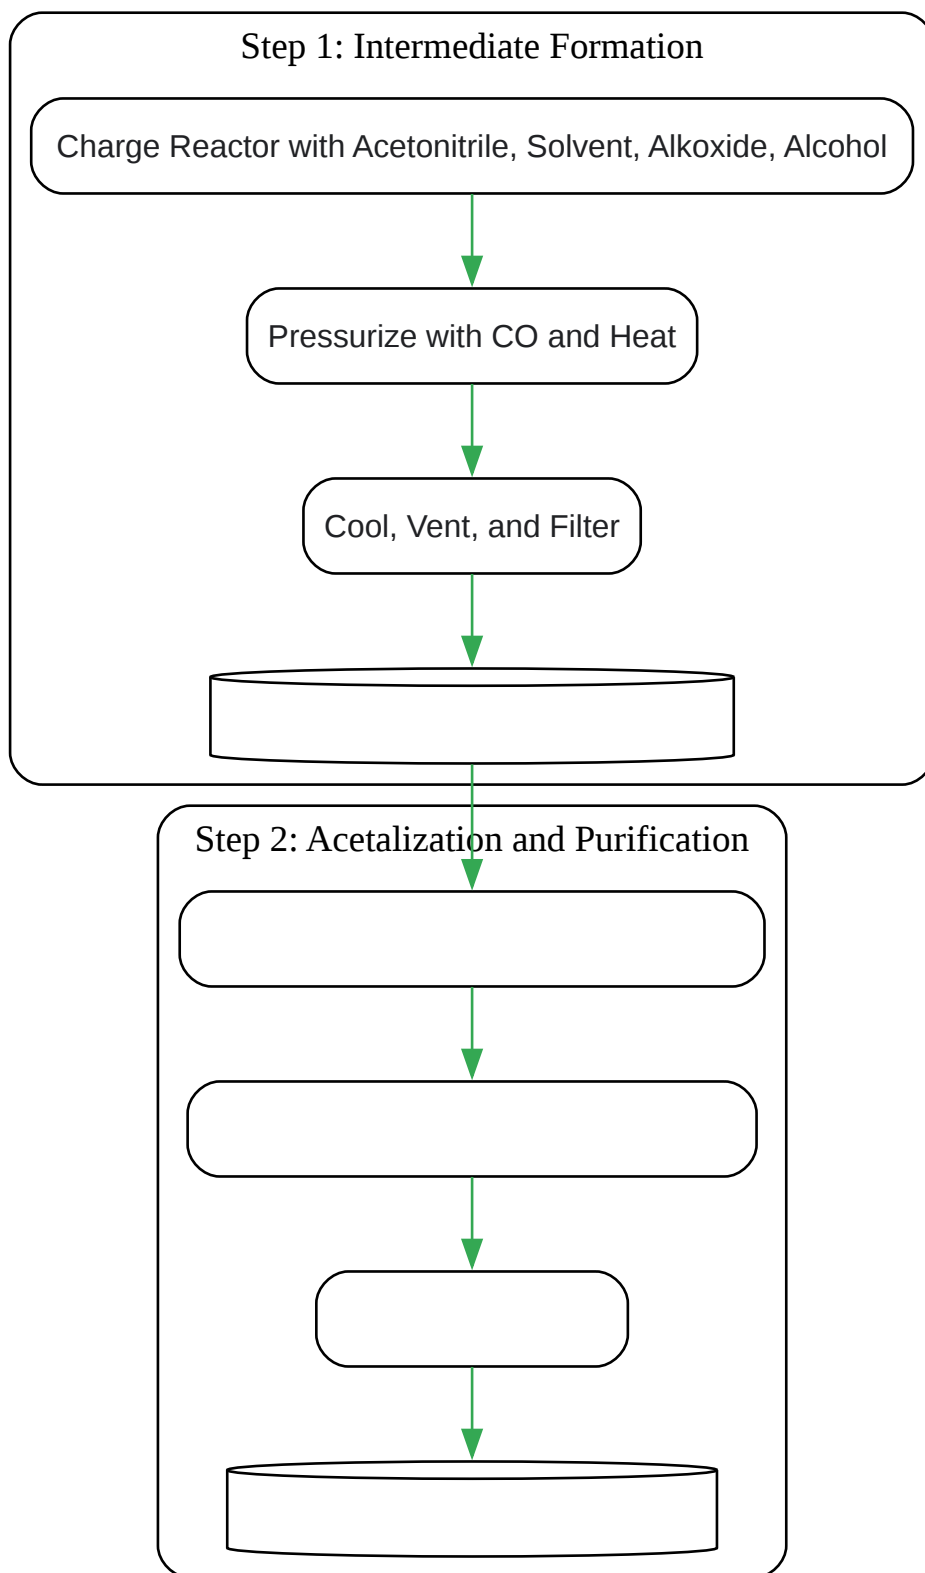 Step 1: Intermediate Formation
Charge Reactor with Acetonitrile, Solvent, Alkoxide, Alcohol
Pressurize with CO and Heat
Cool, Vent, and Filter
Step 2: Acetalization and Purification